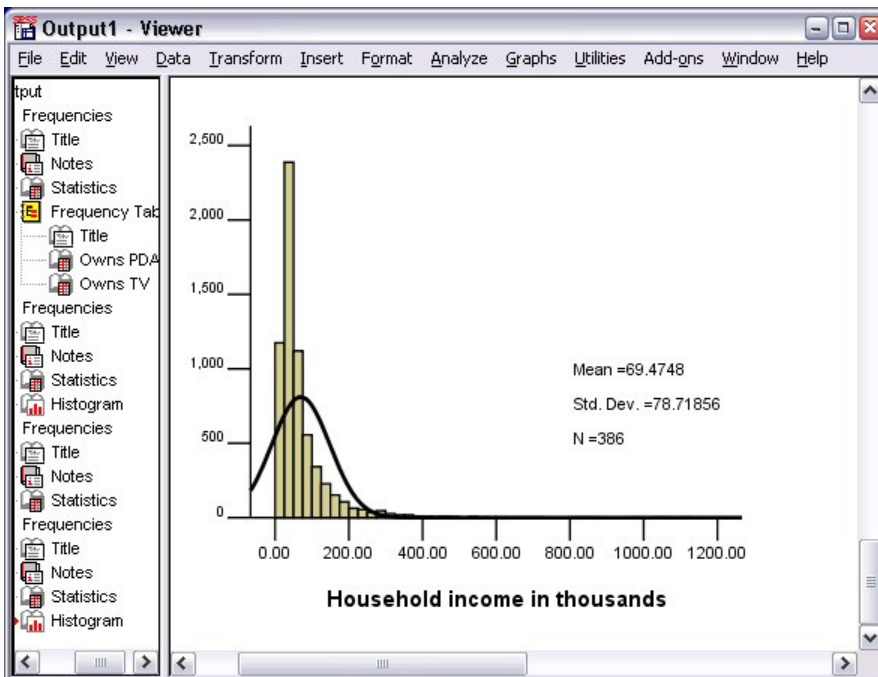 Output1 - Viewer
File Edit View Data Transform Insert Format Analyze Graphs Utilities Add-ons Window Help
tput
Frequencies
Title
Notes
Statistics
Frequency Tab
Title
Owns PDA
Owns TV
Frequencies
Title
Notes
Statistics
Histogram
Frequencies
Title
Notes
Statistics
Frequencies
Title
Notes
Statistics
Histogram
2,500
2,000
1,500
1,000
500
0
Mean =69.4748
Std. Dev. =78.71856
N =386
0.00 200.00 400.00 600.00 800.00 1000.00 1200.00
Household income in thousands